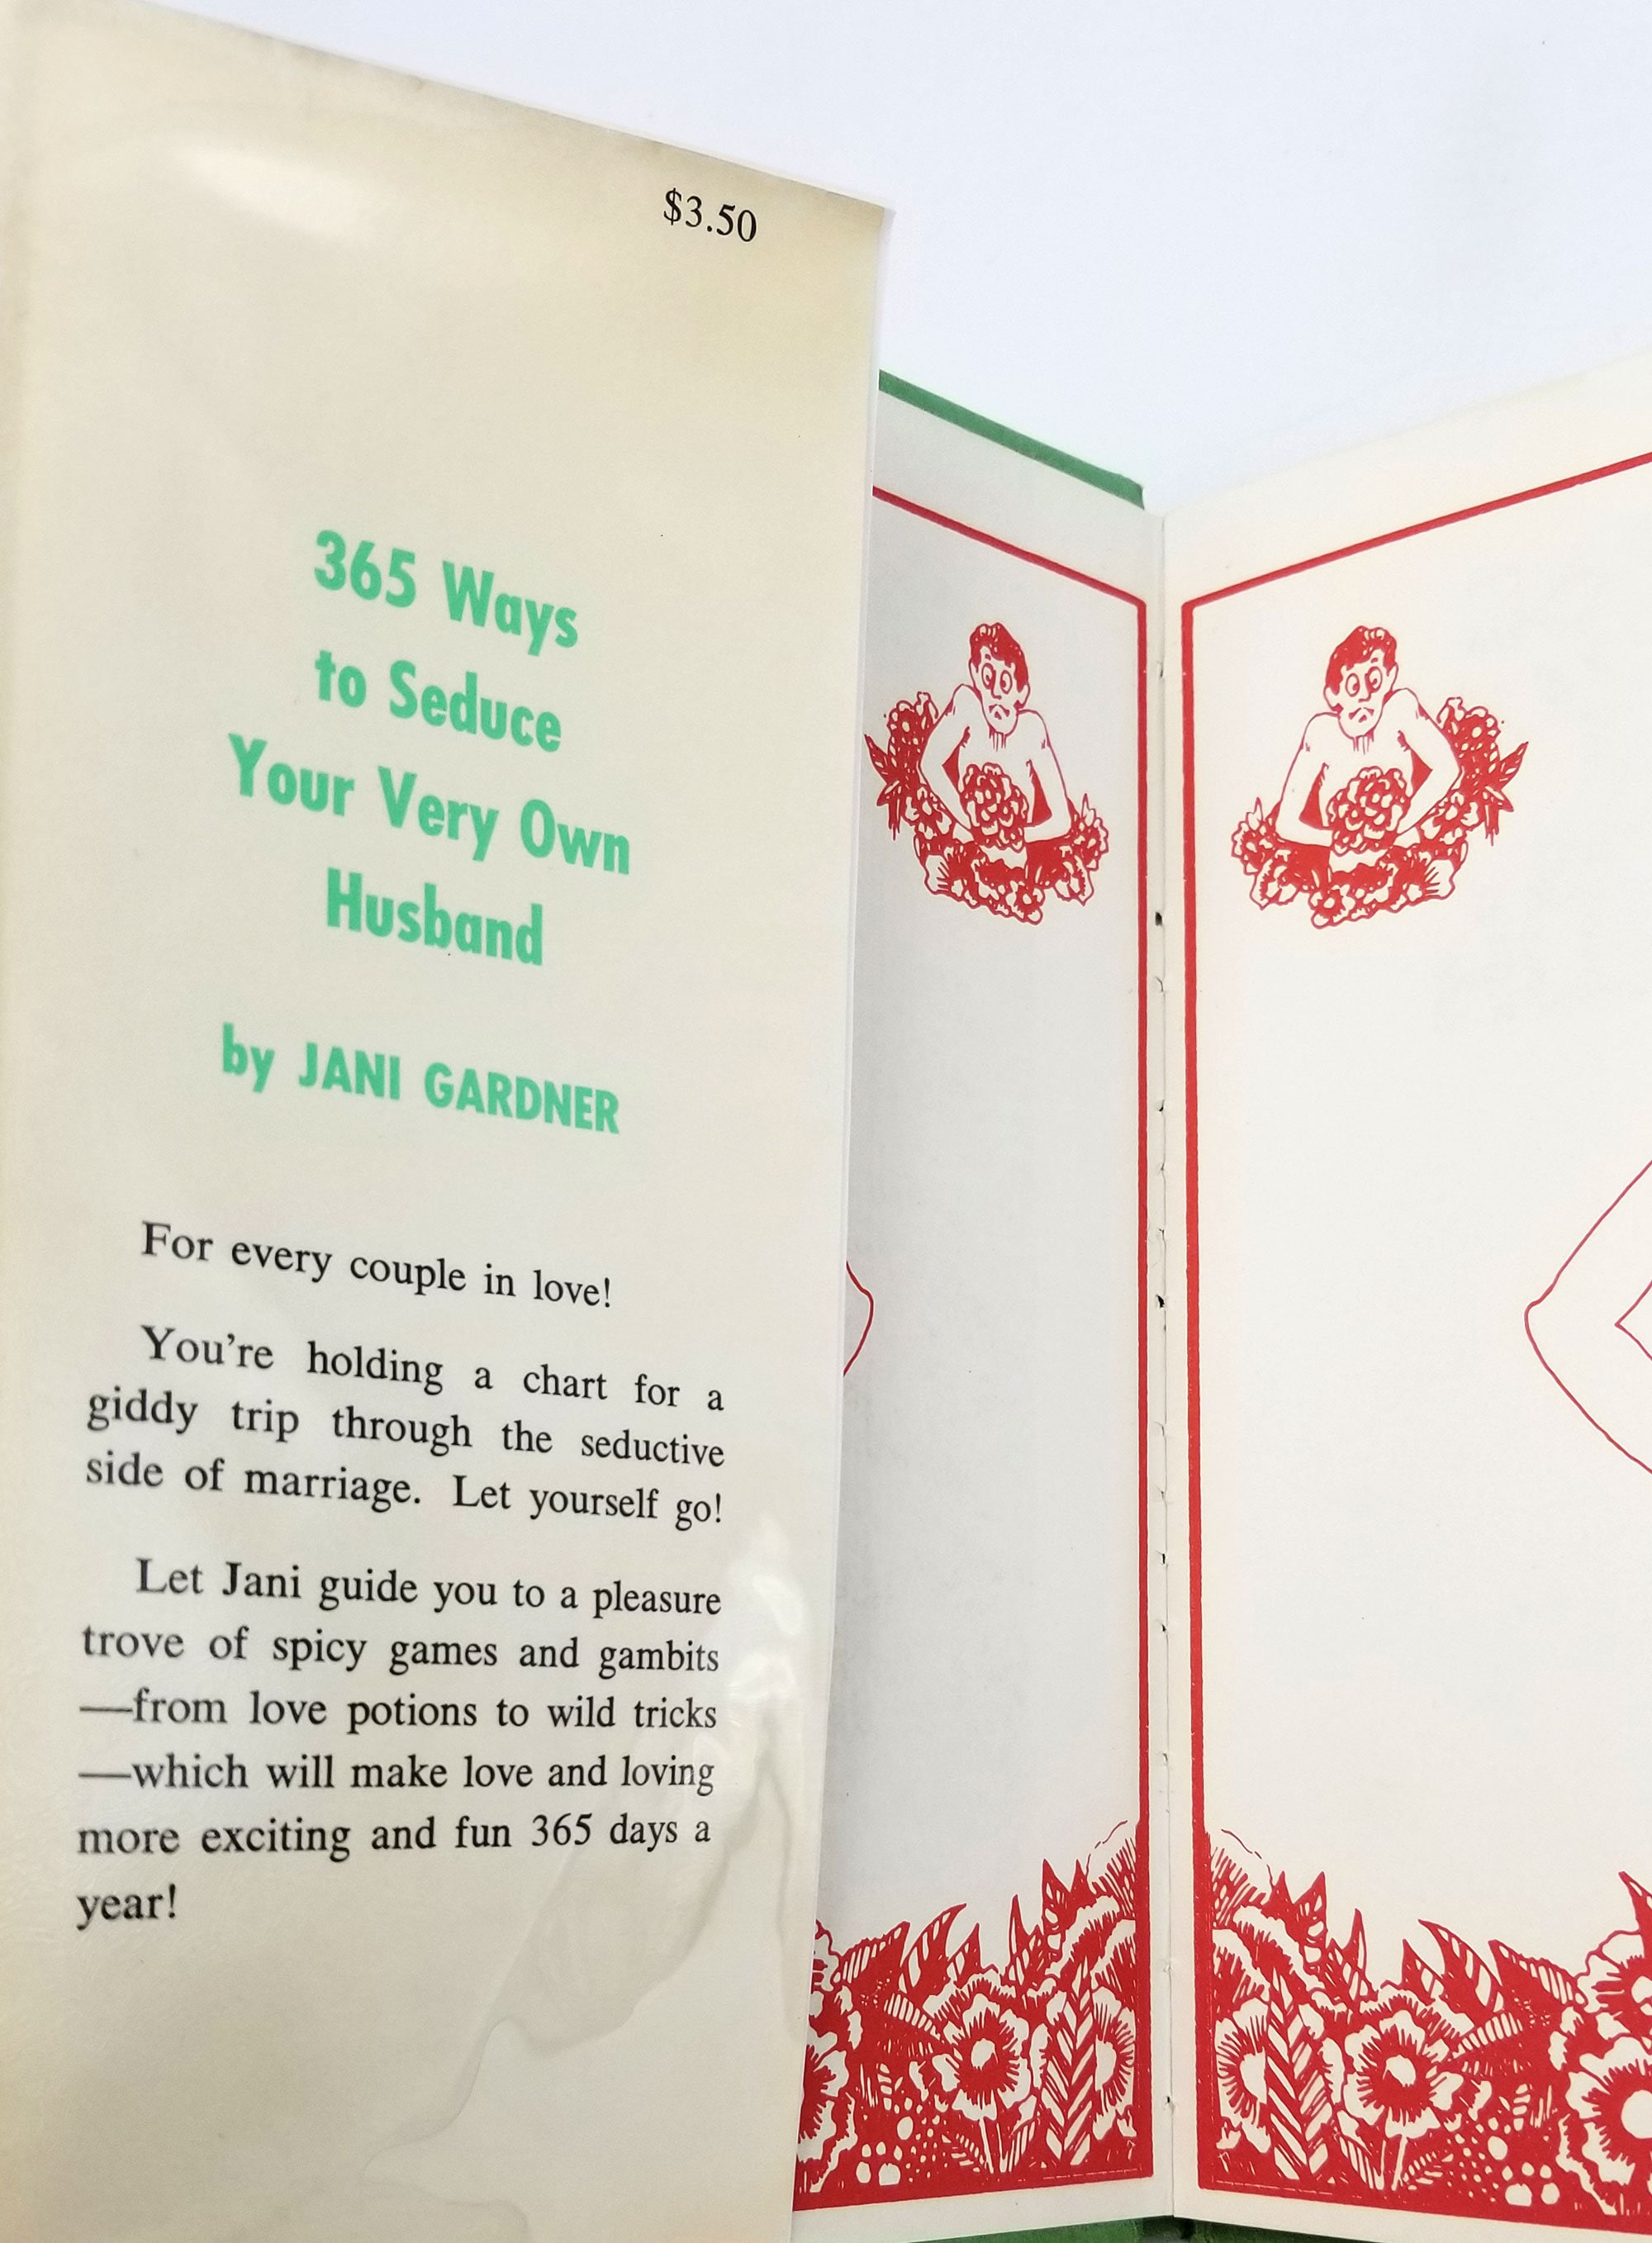 $3.50
365 Ways
to Seduce
Your Very Own
Husband
by JANI GARDNER
For every couple in love!
You're holding a chart for a
giddy trip through the seductive
side of marriage. Let yourself go!
Let Jani guide you to a pleasure
trove of spicy games and gambits
—from love potions to wild tricks
—which will make love and loving
more exciting and fun 365 days a
year!